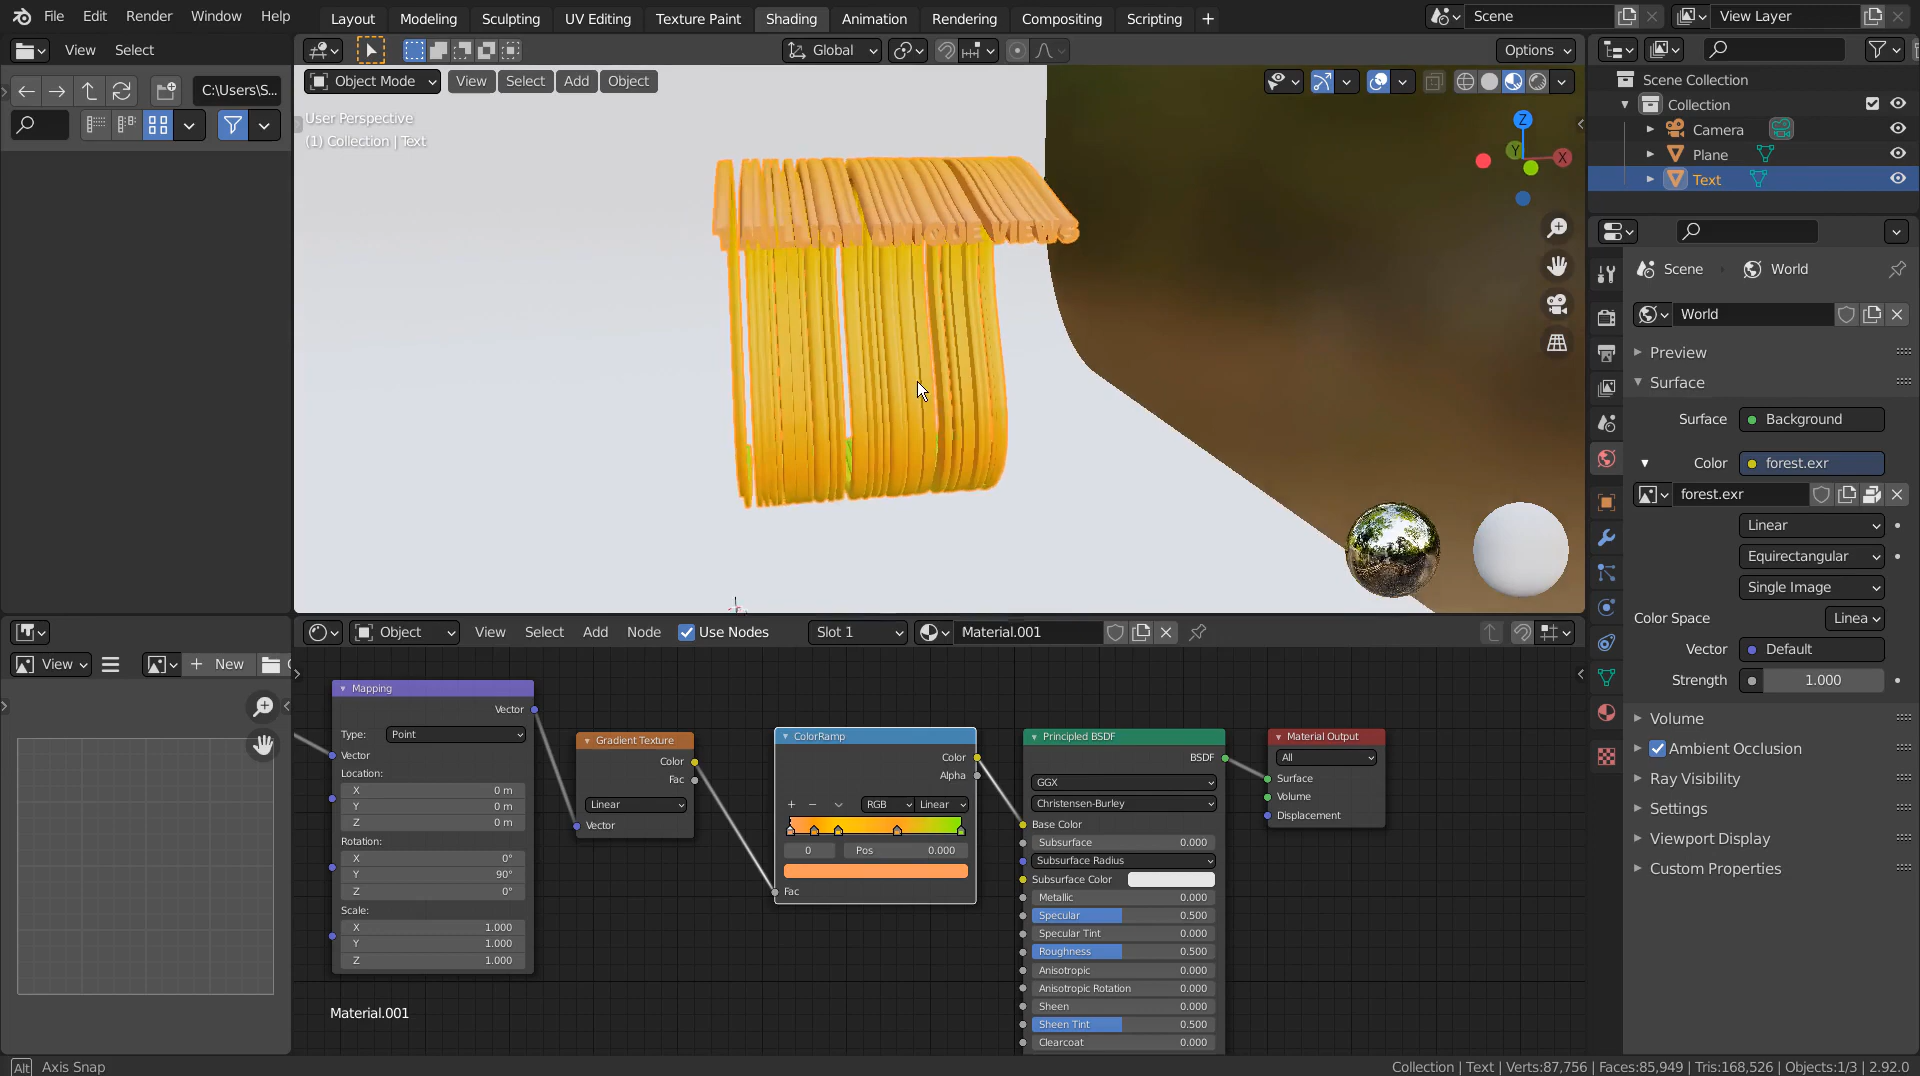 File Edit Render Window Help Layout Modeling Sculpting UV Editing Texture Paint Shading Animation Rendering Geometry Nodes Compositing Scripting + Scene View Layer
View Select Global Options
C:\Users\S...
Object Mode View Select Add Object
User Perspective
(1) Collection | Text
UNIQUE VIEWS
Z
Y
X
Scene Collection
Collection
Camera
Plane
Text
Scene World
World
Preview
Surface
Surface Background
Color forest.exr
forest.exr
Linear
Equirectangular
Single Image
Color Space Linea
Vector Default
Strength 1.000
Volume
Ambient Occlusion
Ray Visibility
Settings
Viewport Display
Custom Properties
View New
Object View Select Add Node Use Nodes Slot 1 Material.001
Mapping
Vector
Type: Point
Vector
Location:
X 0 m
Y 0 m
Z 0 m
Rotation:
X 0°
Y 90°
Z 0°
Scale:
X 1.000
Y 1.000
Z 1.000
Gradient Texture
Color
Fac
Linear
Vector
ColorRamp
Color
Alpha
+ − RGB Linear
0 Pos 0.000
Fac
Principled BSDF
BSDF
GGX
Christensen-Burley
Base Color
Subsurface 0.000
Subsurface Radius
Subsurface Color
Metallic 0.000
Specular 0.500
Specular Tint 0.000
Roughness 0.500
Anisotropic 0.000
Anisotropic Rotation 0.000
Sheen 0.000
Sheen Tint 0.500
Clearcoat 0.000
Material Output
All
Surface
Volume
Displacement
Material.001
Alt Axis Snap
Collection | Text | Verts:87,756 | Faces:85,949 | Tris:168,526 | Objects:1/3 | 2.92.0